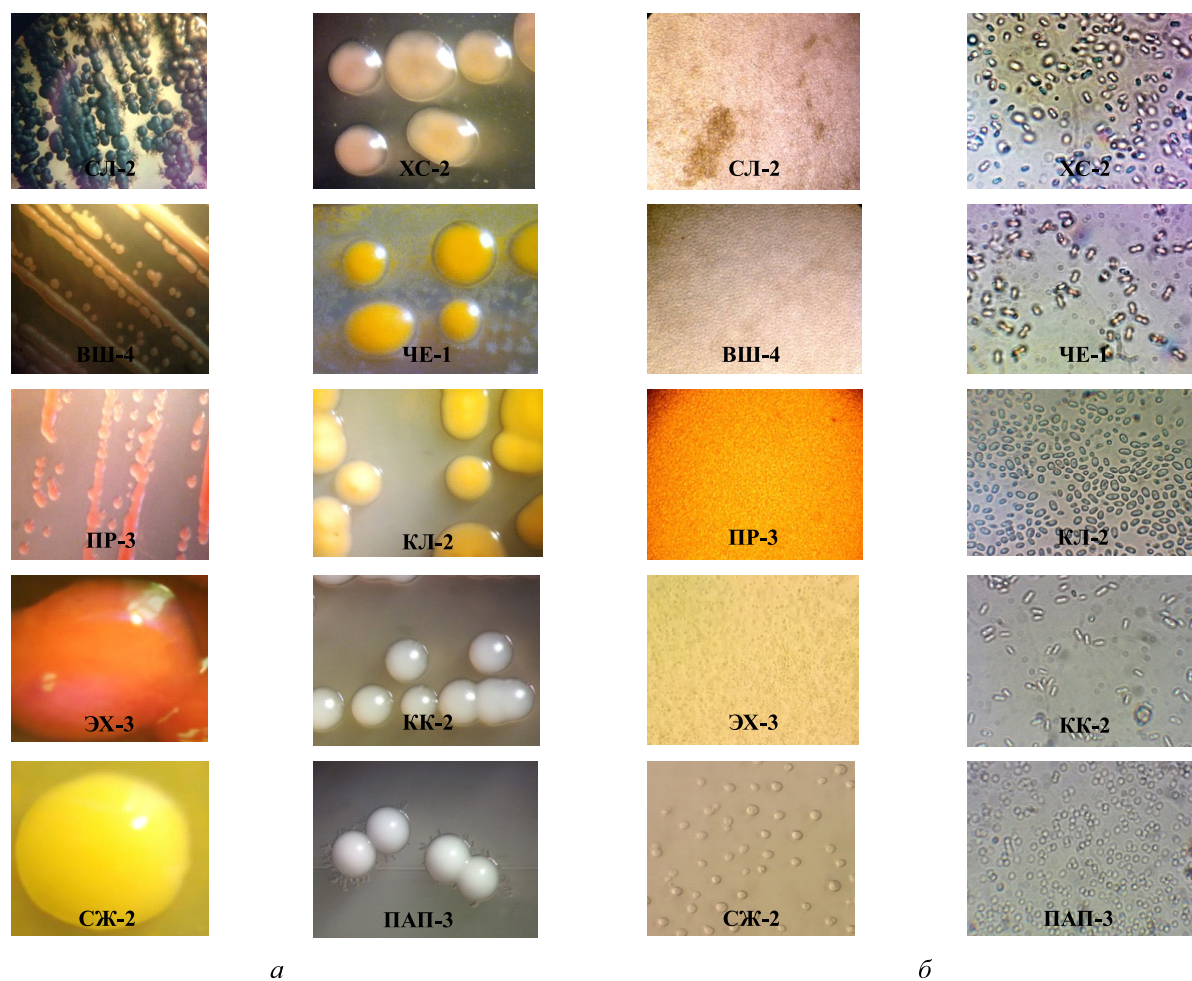 СЛ-2
ХС-2
СЛ-2
ХС-2
ВШ-4
ЧЕ-1
ВШ-4
ЧЕ-1
ПР-3
КЛ-2
ПР-3
КЛ-2
ЭХ-3
КК-2
ЭХ-3
КК-2
СЖ-2
ПАП-3
СЖ-2
ПАП-3
а
б